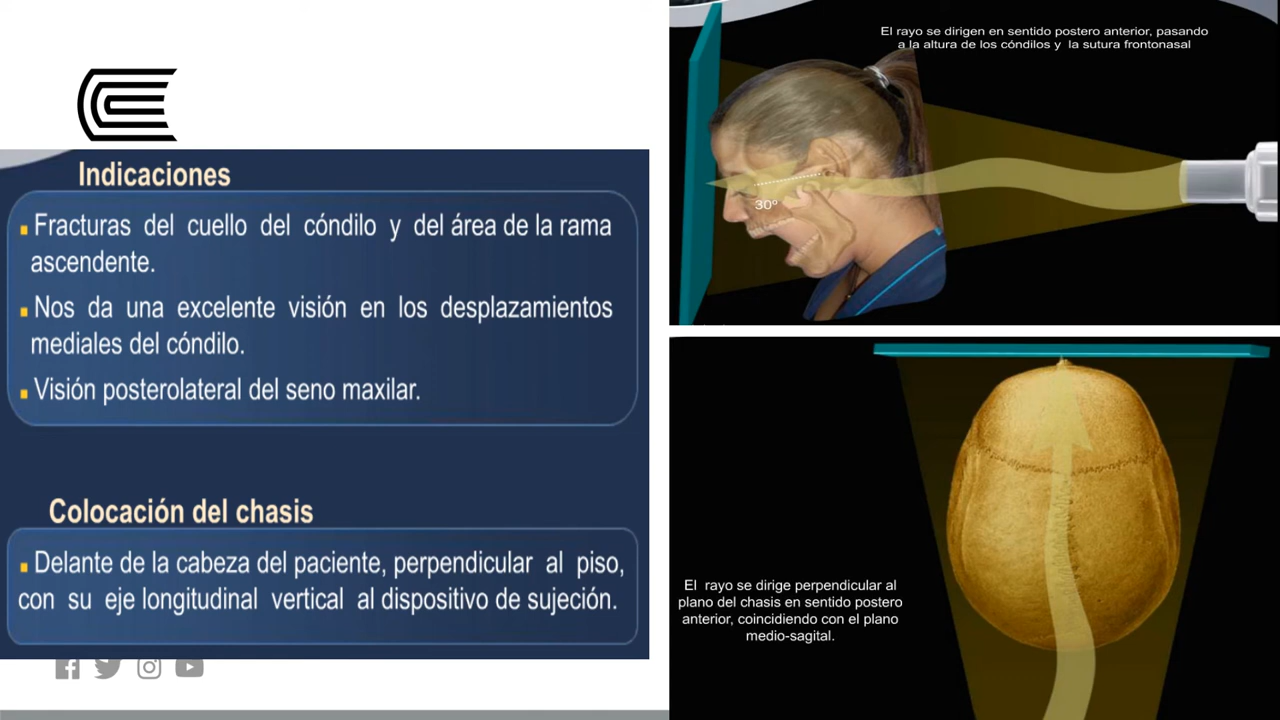 Indicaciones
Fracturas del cuello del cóndilo y del área de la rama
ascendente.
Nos da una excelente visión en los desplazamientos
mediales del cóndilo.
Visión posterolateral del seno maxilar.
Colocación del chasis
Delante de la cabeza del paciente, perpendicular al piso,
con su eje longitudinal vertical al dispositivo de sujeción.
El rayo se dirigen en sentido postero anterior, pasando
a la altura de los cóndilos y la sutura frontonasal
30º
El rayo se dirige perpendicular al
plano del chasis en sentido postero
anterior, coincidiendo con el plano
medio-sagital.